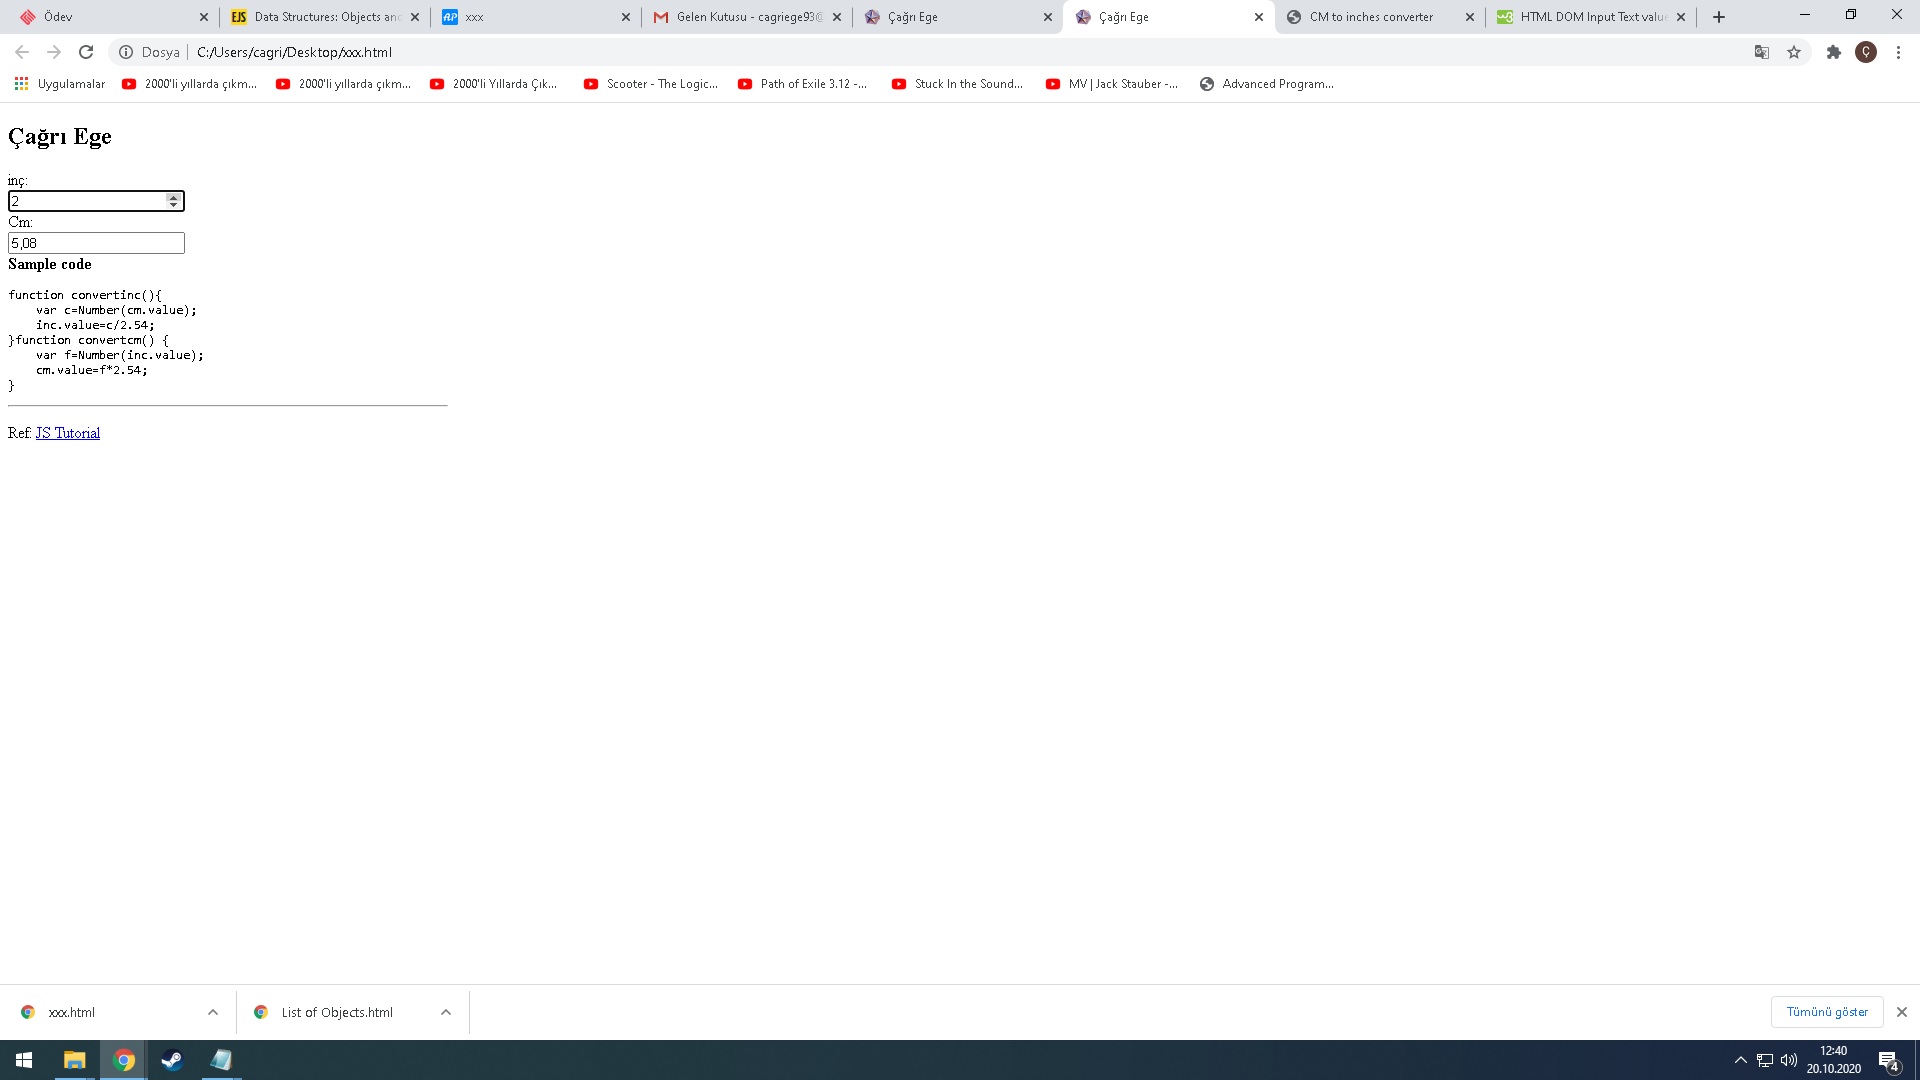 Ödev
EJS Data Structures: Objects and
AP xxx
Gelen Kutusu - cagriege93@
Çağrı Ege
Çağrı Ege
CM to inches converter
w3 HTML DOM Input Text value
Dosya C:/Users/cagri/Desktop/xxx.html
Ç
Uygulamalar
2000'li yıllarda çıkm...
2000'li yıllarda çıkm...
2000'li Yıllarda Çık...
Scooter - The Logic...
Path of Exile 3.12 -...
Stuck In the Sound...
MV | Jack Stauber -...
Advanced Program...
Çağrı Ege
inç:
2
Cm:
5,08
Sample code
function convertinc(){
var c=Number(cm.value);
inc.value=c/2.54;
}function convertcm() {
var f=Number(inc.value);
cm.value=f*2.54;
}
Ref: JS Tutorial
xxx.html
List of Objects.html
Tümünü göster
12:40
20.10.2020
4